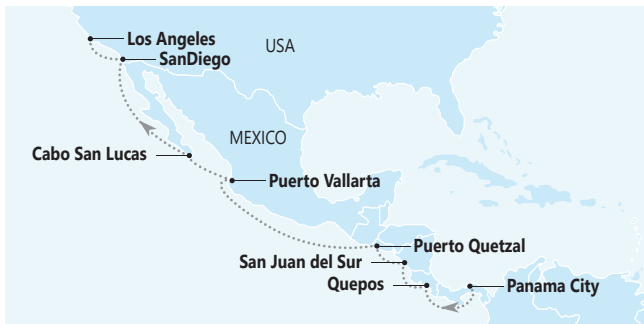 Los Angeles
USA
SanDiego
MEXICO
Cabo San Lucas
Puerto Vallarta
Puerto Quetzal
San Juan del Sur
Quepos
Panama City